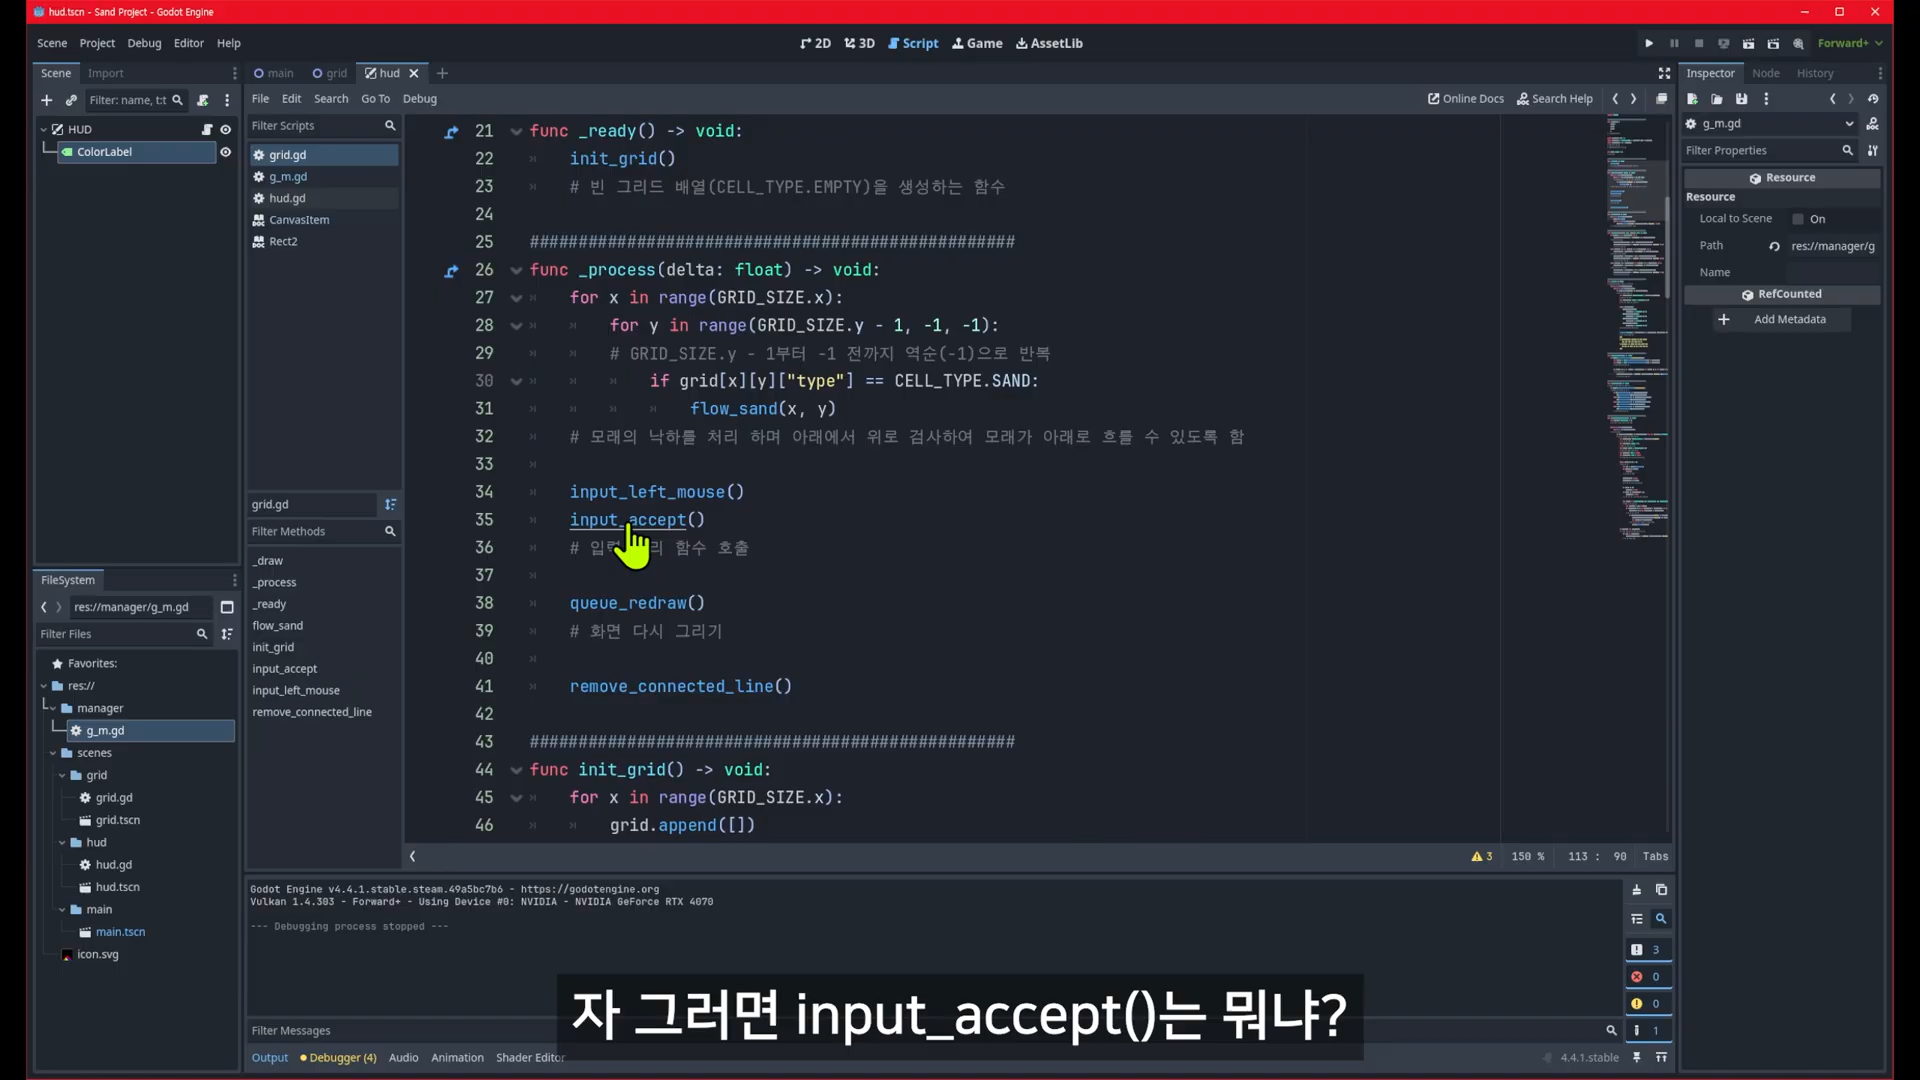 hud.tscn - Sand Project - Godot Engine
Scene Project Debug Editor Help
2D 3D Script Game AssetLib
Forward+
Scene Import
main grid hud
Inspector Node History
Filter: name, t:t
File Edit Search Go To Debug
Online Docs Search Help
HUD
ColorLabel
Filter Scripts
grid.gd
g_m.gd
hud.gd
CanvasItem
Rect2
grid.gd
Filter Methods
_draw
_process
_ready
flow_sand
init_grid
input_accept
input_left_mouse
remove_connected_line
21 func _ready() -> void:
22 init_grid()
23 # 빈 그리드 배열(CELL_TYPE.EMPTY)을 생성하는 함수
24
25 ##################################################
26 func _process(delta: float) -> void:
27 for x in range(GRID_SIZE.x):
28 for y in range(GRID_SIZE.y - 1, -1, -1):
29 # GRID_SIZE.y - 1부터 -1 전까지 역순(-1)으로 반복
30 if grid[x][y]["type"] == CELL_TYPE.SAND:
31 flow_sand(x, y)
32 # 모래의 낙하를 처리 하며 아래에서 위로 검사하여 모래가 아래로 흐를 수 있도록 함
33
34 input_left_mouse()
35 input_accept()
36 # 함수 호출
37
38 queue_redraw()
39 # 화면 다시 그리기
40
41 remove_connected_line()
42
43 ##################################################
44 func init_grid() -> void:
45 for x in range(GRID_SIZE.x):
46 grid.append([])
3 150 % 113 : 90 Tabs
g_m.gd
Filter Properties
Resource
Resource
Local to Scene On
Path res://manager/g
Name
RefCounted
Add Metadata
FileSystem
res://manager/g_m.gd
Filter Files
Favorites:
res://
manager
g_m.gd
scenes
grid
grid.gd
grid.tscn
hud
hud.gd
hud.tscn
main
main.tscn
icon.svg
Godot Engine v4.4.1.stable.steam.49a5bc7b6 - https://godotengine.org
Vulkan 1.4.303 - Forward+ - Using Device #0: NVIDIA - NVIDIA GeForce RTX 4070
--- Debugging process stopped ---
3
0
0
1
자 그러면 input_accept()는 뭐냐?
Filter Messages
Output Debugger (4) Audio Animation Shader Editor
4.4.1.stable